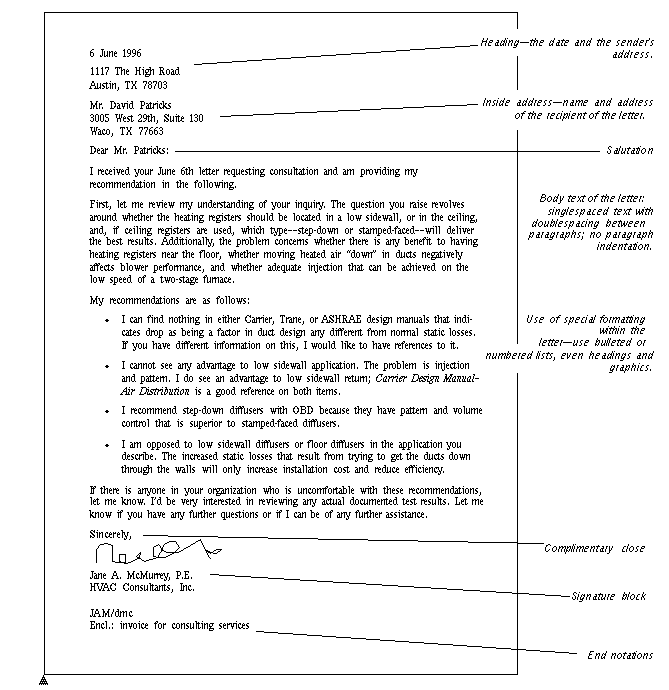 6 June 1996
Heading—the date and the sender's
address.
1117 The High Road
Austin, TX 78703
Mr. David Patricks
3005 West 29th, Suite 130
Waco, TX 77663
Inside address—name and address
of the recipient of the letter.
Dear Mr. Patricks:
Salutation
I received your June 6th letter requesting consultation and am providing my
recommendation in the following.
First, let me review my understanding of your inquiry. The question you raise revolves
around whether the heating registers should be located in a low sidewall, or in the ceiling,
and, if ceiling registers are used, which type--step-down or stamped-faced--will deliver
the best results. Additionally, the problem concerns whether there is any benefit to having
heating registers near the floor, whether moving heated air "down" in ducts negatively
affects blower performance, and whether adequate injection that can be achieved on the
low speed of a two-stage furnace.
Body text of the letter:
singlespaced text with
doublespacing between
paragraphs; no paragraph
indentation.
My recommendations are as follows:
• I can find nothing in either Carrier, Trane, or ASHRAE design manuals that indi-
cates drop as being a factor in duct design any different from normal static losses.
If you have different information on this, I would like to have references to it.
• I cannot see any advantage to low sidewall application. The problem is injection
and pattern. I do see an advantage to low sidewall return; Carrier Design Manual-
Air Distribution is a good reference on both items.
• I recommend step-down diffusers with OBD because they have pattern and volume
control that is superior to stamped-faced diffusers.
• I am opposed to low sidewall diffusers or floor diffusers in the application you
describe. The increased static losses that result from trying to get the ducts down
through the walls will only increase installation cost and reduce efficiency.
Use of special formatting
within the
letter—use bulleted or
numbered lists, even headings and
graphics.
If there is anyone in your organization who is uncomfortable with these recommendations,
let me know. I'd be very interested in reviewing any actual documented test results. Let me
know if you have any further questions or if I can be of any further assistance.
Sincerely,
Complimentary close
Jane A. McMurrey, P.E.
HVAC Consultants, Inc.
Signature block
JAM/dmc
Encl.: invoice for consulting services
End notations